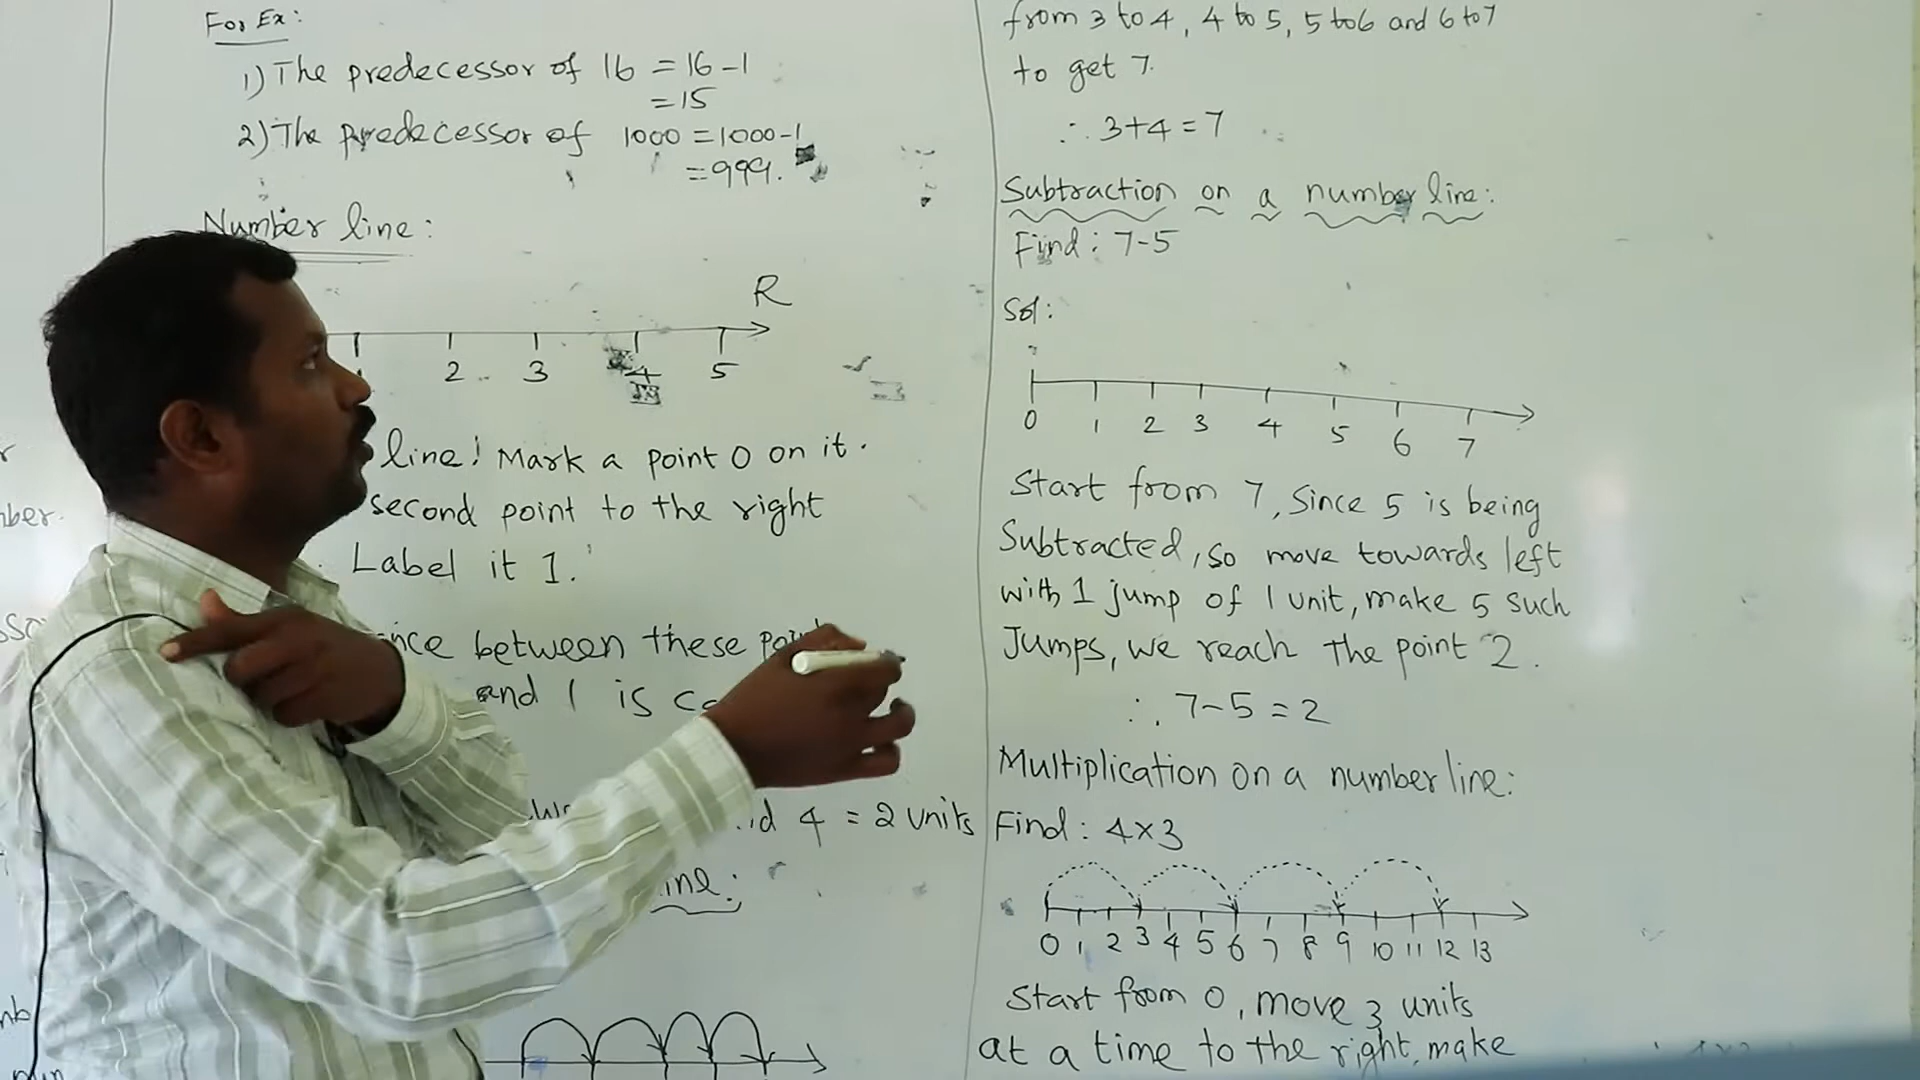 For Ex:
1) The predecessor of 16 = 16-1
=15
2) The predecessor of 1000 = 1000-1
=999.
Number line:
R
2 3 4 5
line! Mark a point 0 on it.
second point to the right
Label it 1.
between these
and 1 is
4 = 2 units
from 3 to 4, 4 to 5, 5 to 6 and 6 to 7
to get 7.
∴ 3+4=7
Subtraction on a number line:
Find: 7-5
Sol:
0 1 2 3 4 5 6 7
Start from 7, Since 5 is being
Subtracted, so move towards left
with 1 jump of 1 unit, make 5 such
Jumps, we reach the point 2.
∴ 7-5=2
Multiplication on a number line:
Find: 4×3
0 1 2 3 4 5 6 7 8 9 10 11 12 13
Start from 0, move 3 units
at a time to the right, make